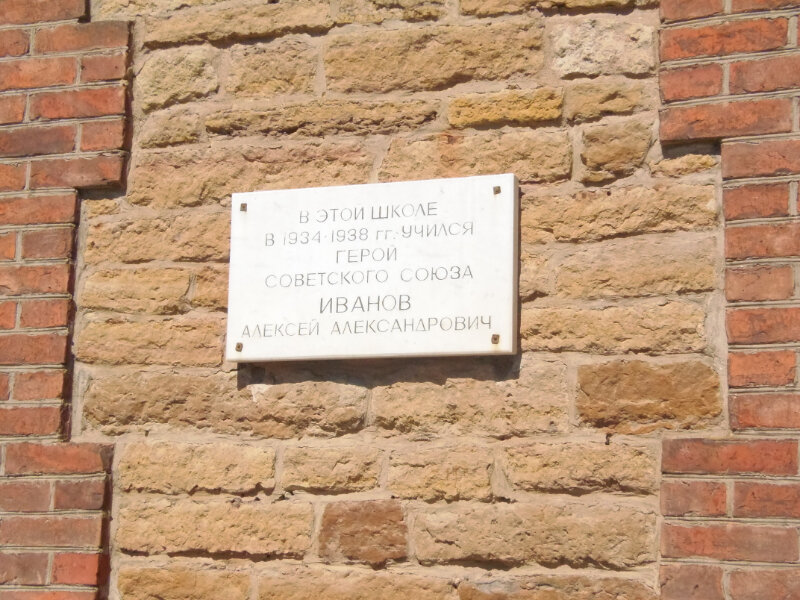 В ЭТОЙ ШКОЛЕ
В 1934-1938 гг. УЧИЛСЯ
ГЕРОЙ
СОВЕТСКОГО СОЮЗА
ИВАНОВ
АЛЕКСЕЙ АЛЕКСАНДРОВИЧ